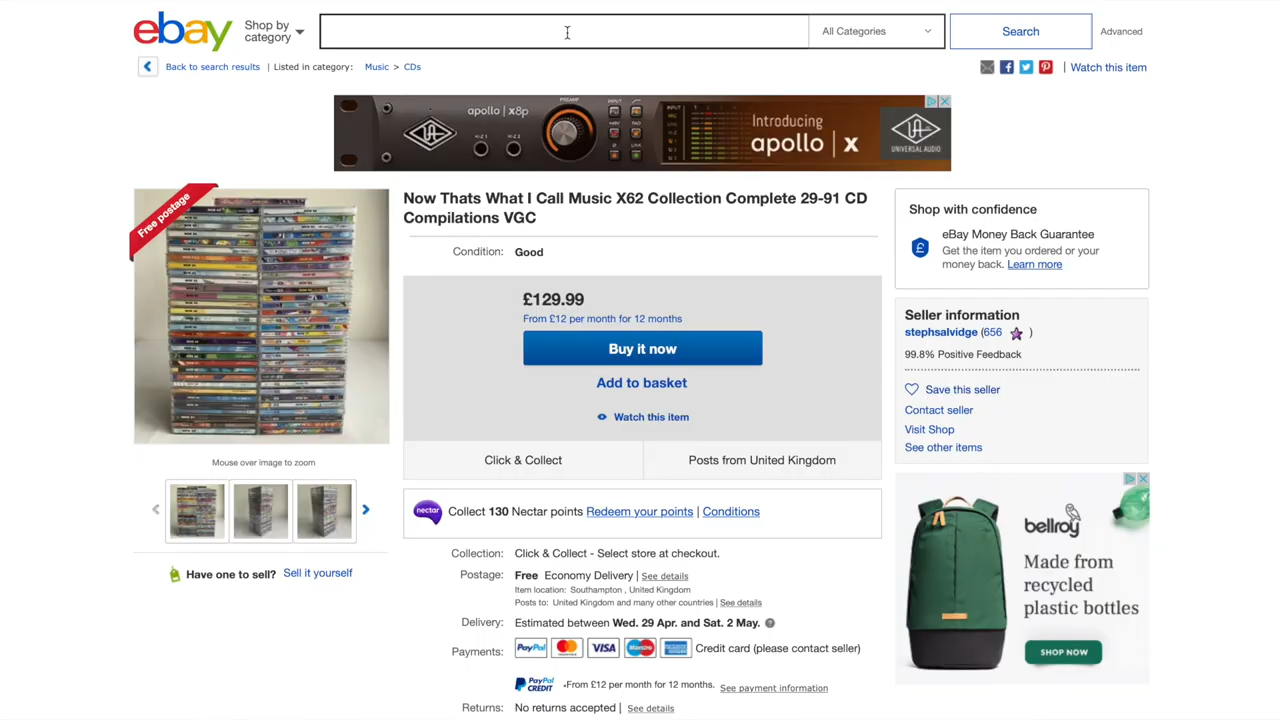 ebay
Shop by
category
All Categories
Search
Advanced
Back to search results | Listed in category: Music > CDs
| Watch this item
apollo | x8p
PREAMP
INPUT
HI-Z 1
HI-Z 2
Introducing
apollo | x
UNIVERSAL AUDIO
Free postage
Now Thats What I Call Music X62 Collection Complete 29-91 CD
Compilations VGC
Condition: Good
£129.99
From £12 per month for 12 months
Buy it now
Add to basket
Watch this item
Click & Collect
Posts from United Kingdom
nectar
Collect 130 Nectar points Redeem your points | Conditions
Collection: Click & Collect - Select store at checkout.
Postage: Free Economy Delivery | See details
Item location: Southampton , United Kingdom
Posts to: United Kingdom and many other countries | See details
Delivery: Estimated between Wed. 29 Apr. and Sat. 2 May.
Payments: PayPal VISA Maestro Credit card (please contact seller)
PayPal CREDIT •From £12 per month for 12 months. See payment information
Returns: No returns accepted | See details
Mouse over image to zoom
Have one to sell? Sell it yourself
Shop with confidence
eBay Money Back Guarantee
Get the item you ordered or your
money back. Learn more
Seller information
stephsalvidge (656 )
99.8% Positive Feedback
Save this seller
Contact seller
Visit Shop
See other items
bellroy
Made from
recycled
plastic bottles
SHOP NOW